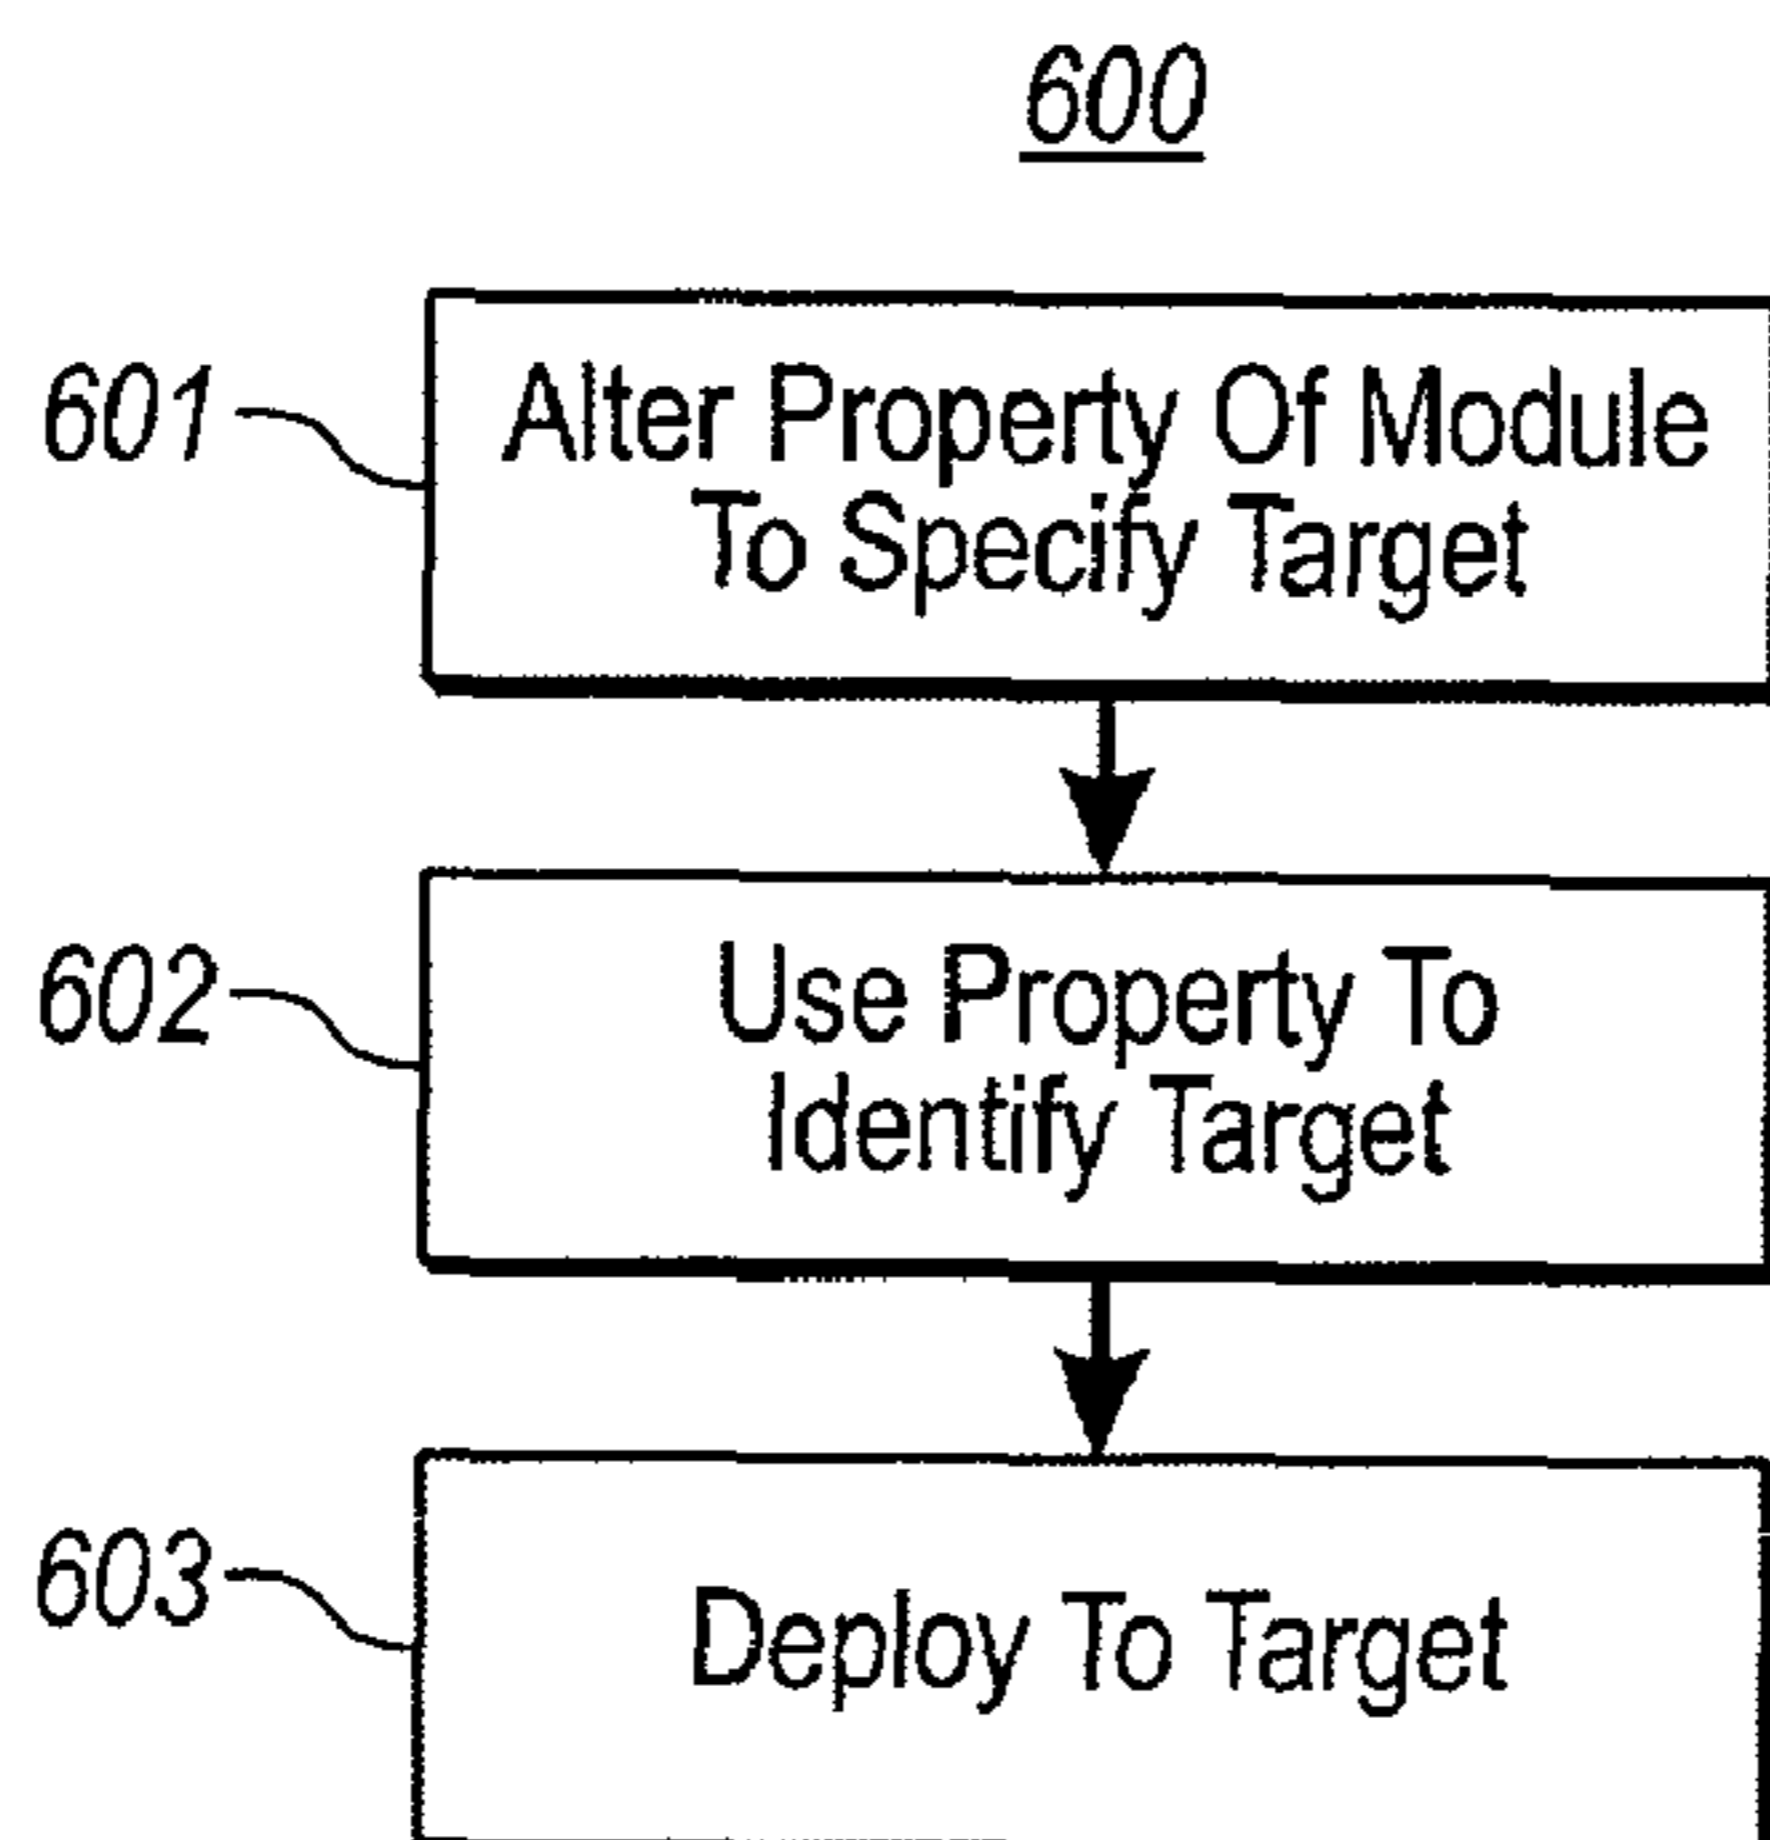 600
601
Alter Property Of Module
To Specify Target
602
Use Property To
Identify Target
603
Deploy To Target